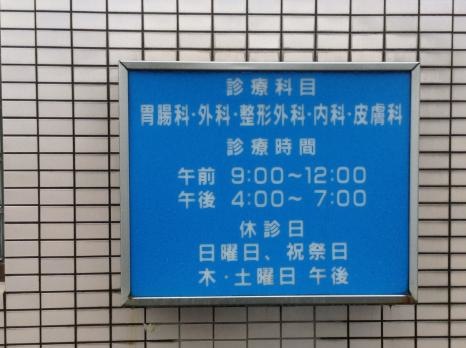 診療科目
胃腸科・外科・整形外科・内科・皮膚科
診療時間
午前 9:00～12:00
午後 4:00～ 7:00
休診日
日曜日、祝祭日
木・土曜日 午後